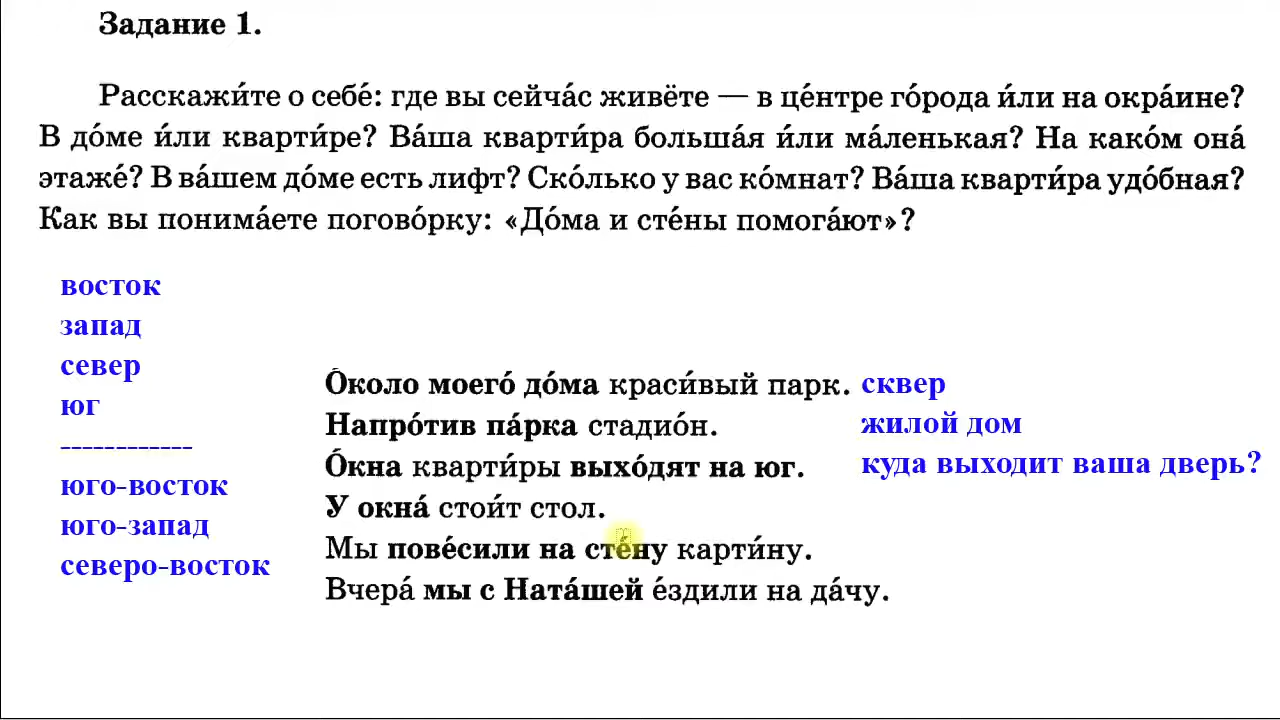 Задание 1.
Расскажи́те о себе́: где вы сейча́с живёте — в це́нтре го́рода и́ли на окра́ине?
В до́ме и́ли кварти́ре? Ва́ша кварти́ра больша́я и́ли ма́ленькая? На како́м она́
этаже́? В ва́шем до́ме есть лифт? Ско́лько у вас ко́мнат? Ва́ша кварти́ра удо́бная?
Как вы понима́ете погово́рку: «До́ма и сте́ны помога́ют»?
восток
запад
север
юг
------------
юго-восток
юго-запад
северо-восток
О́коло моего́ до́ма краси́вый парк.
Напро́тив па́рка стадио́н.
О́кна кварти́ры выхо́дят на юг.
У окна́ стои́т стол.
Мы пове́сили на сте́ну карти́ну.
Вчера́ мы с Ната́шей е́здили на да́чу.
сквер
жилой дом
куда выходит ваша дверь?